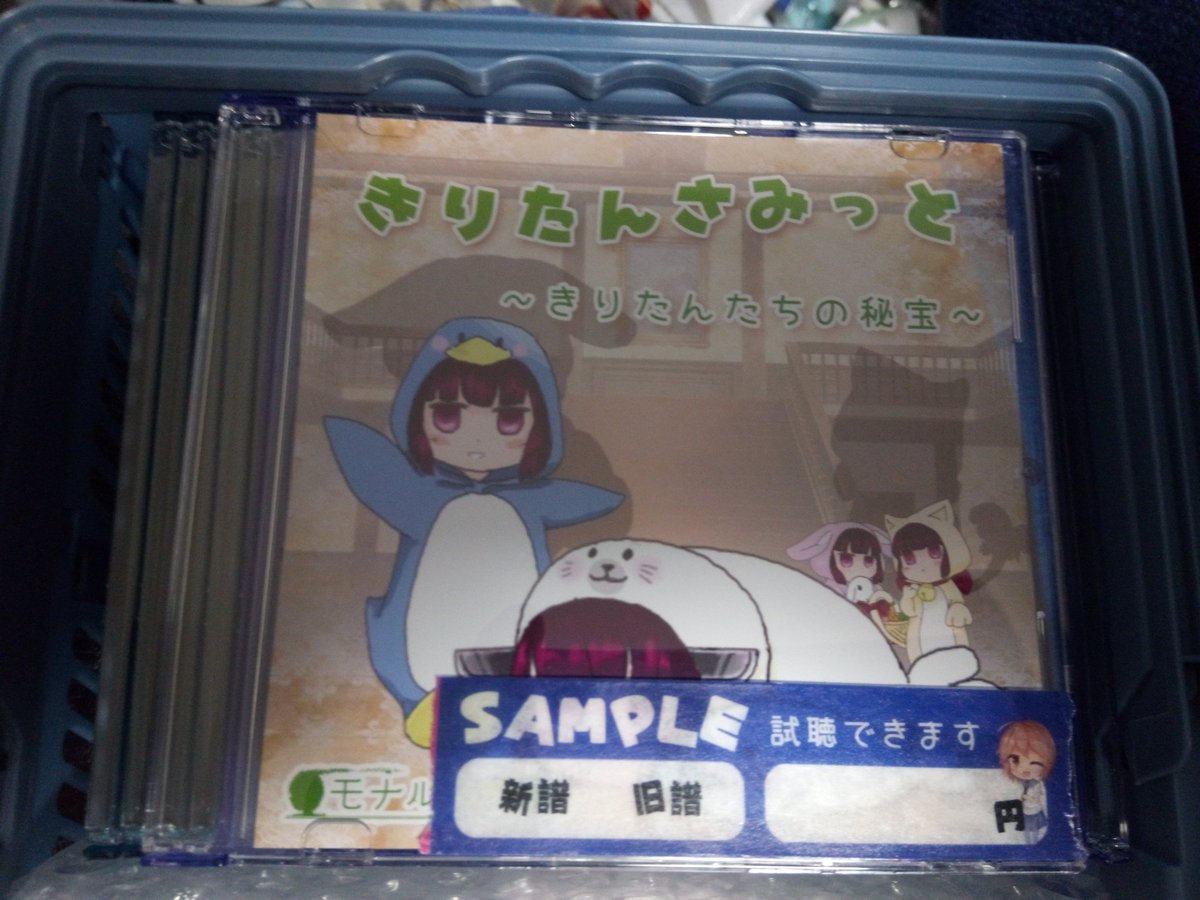 きりたんさみっと
～きりたんたちの秘宝～
SAMPLE 試聴できます
新譜 旧譜 円
モナル